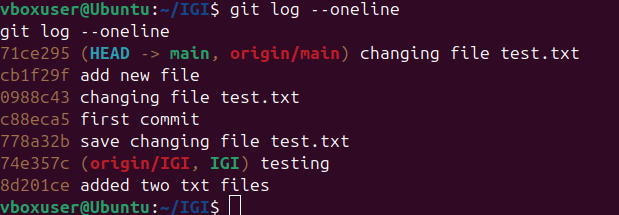 vboxuser@Ubuntu:~/IGI$ git log --oneline
git log --oneline
71ce295 (HEAD -> main, origin/main) changing file test.txt
cb1f29f add new file
0988c43 changing file test.txt
c88eca5 first commit
778a32b save changing file test.txt
74e357c (origin/IGI, IGI) testing
8d201ce added two txt files
vboxuser@Ubuntu:~/IGI$